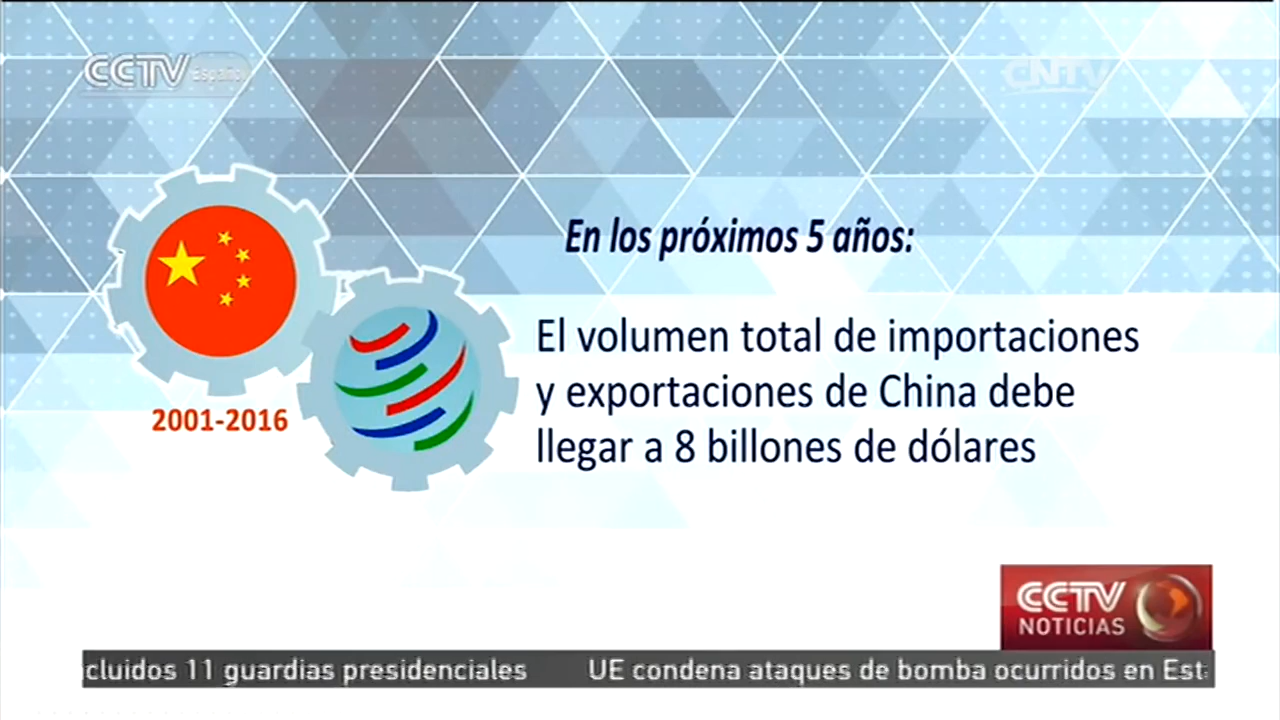 CCTV Español
CNTV
En los próximos 5 años:
El volumen total de importaciones
y exportaciones de China debe
llegar a 8 billones de dólares
2001-2016
CCTV
NOTICIAS
cluidos 11 guardias presidenciales UE condena ataques de bomba ocurridos en Est